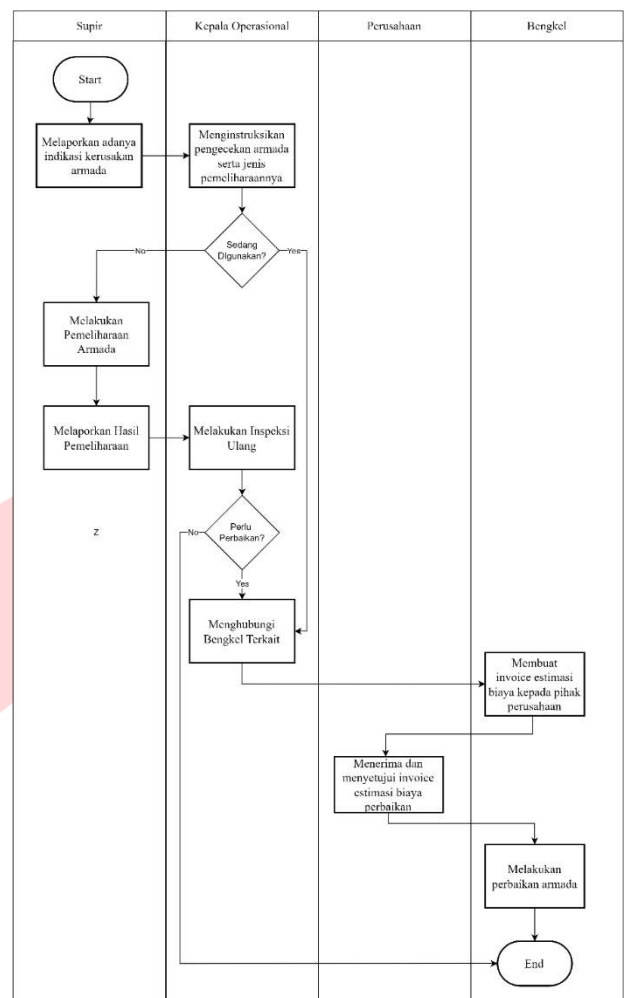 Supir
Kepala Operasional
Perusahaan
Bengkel
Start
Melaporkan adanya
indikasi kerusakan
armada
Menginstruksikan
pengecekan armada
serta jenis
pemeliharaannya
Sedang
Digunakan?
No
Yes
Melakukan
Pemeliharaan
Armada
Melaporkan Hasil
Pemeliharaan
Melakukan Inspeksi
Ulang
Z
Perlu
Perbaikan?
No
Yes
Menghubungi
Bengkel Terkait
Membuat
invoice estimasi
biaya kepada pihak
perusahaan
Menerima dan
menyetujui invoice
estimasi biaya
perbaikan
Melakukan
perbaikan armada
End